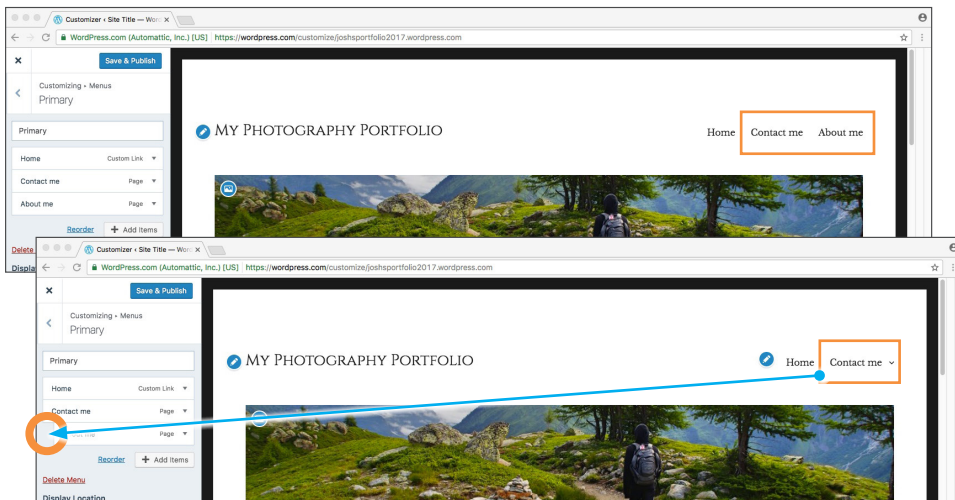 Customizer ‹ Site Title — Word
WordPress.com (Automattic, Inc.) [US] https://wordpress.com/customize/joshsportfolio2017.wordpress.com
Save & Publish
Customizing ▸ Menus
Primary
Primary
Home Custom Link
Contact me Page
About me Page
Reorder + Add Items
Delete
Displa
My Photography Portfolio
Home Contact me About me
Customizer ‹ Site Title — Word
WordPress.com (Automattic, Inc.) [US] https://wordpress.com/customize/joshsportfolio2017.wordpress.com
Save & Publish
Customizing ▸ Menus
Primary
Primary
Home Custom Link
Contact me Page
Page
Reorder + Add Items
Delete Menu
Display Location
My Photography Portfolio
Home Contact me